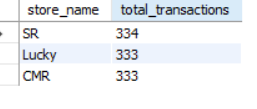 store_name total_transactions
SR 334
Lucky 333
CMR 333